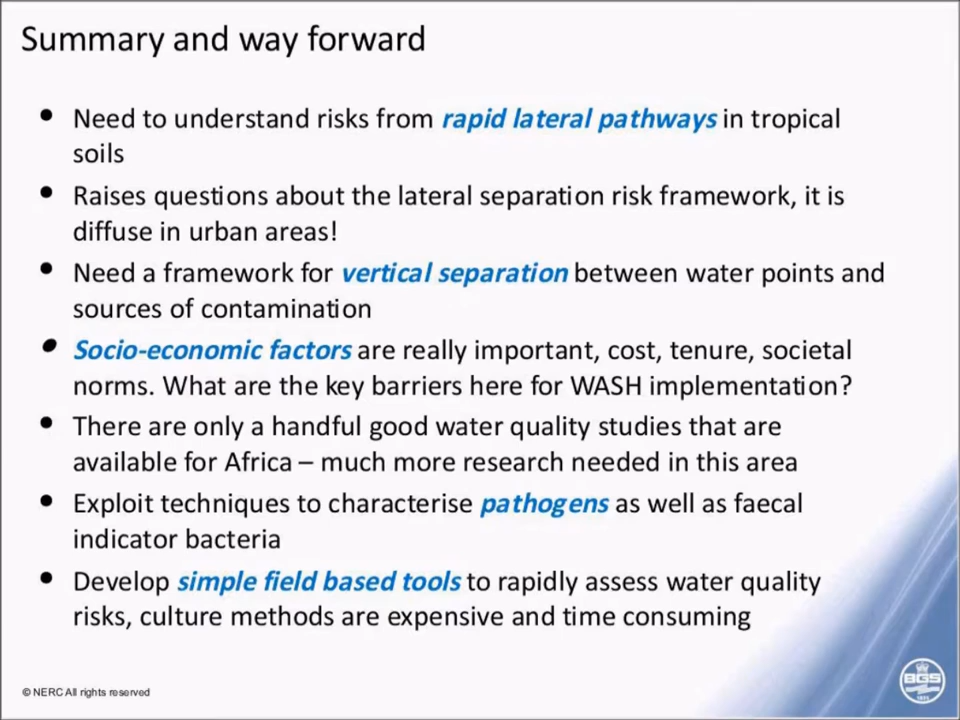 Summary and way forward
• Need to understand risks from rapid lateral pathways in tropical
soils
• Raises questions about the lateral separation risk framework, it is
diffuse in urban areas!
• Need a framework for vertical separation between water points and
sources of contamination
• Socio-economic factors are really important, cost, tenure, societal
norms. What are the key barriers here for WASH implementation?
• There are only a handful good water quality studies that are
available for Africa – much more research needed in this area
• Exploit techniques to characterise pathogens as well as faecal
indicator bacteria
• Develop simple field based tools to rapidly assess water quality
risks, culture methods are expensive and time consuming
© NERC All rights reserved
BGS